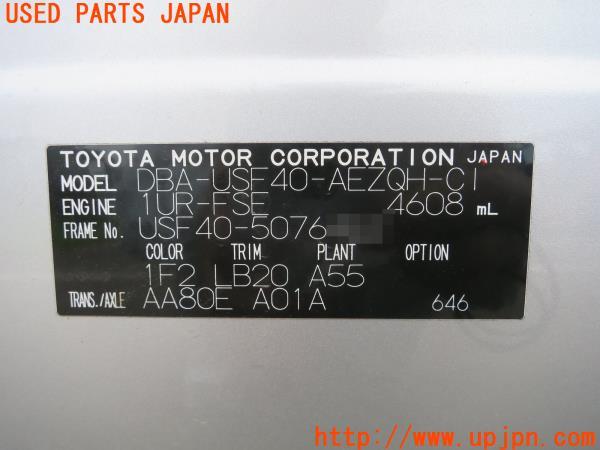 USED PARTS JAPAN
TOYOTA MOTOR CORPORATION JAPAN
MODEL DBA-USF40-AEZQH-CI
ENGINE 1UR-FSE 4608 mL
FRAME No. USF40-5076
COLOR TRIM PLANT OPTION
1F2 LB20 A55
TRANS./AXLE AA80E A01A 646
http://www.upjpn.com